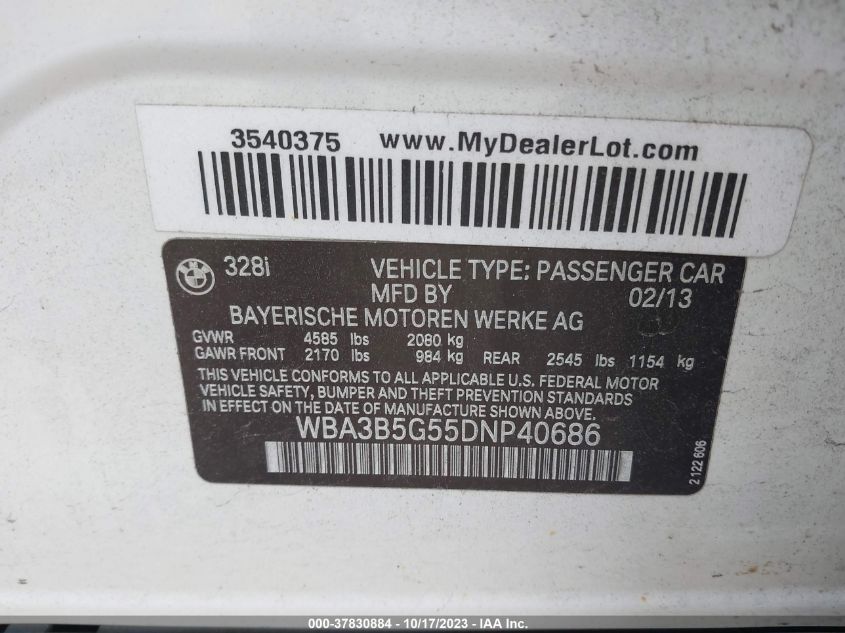 3540375 www.MyDealerLot.com
328i VEHICLE TYPE: PASSENGER CAR
MFD BY 02/13
BAYERISCHE MOTOREN WERKE AG
GVWR 4585 lbs 2080 kg
GAWR FRONT 2170 lbs 984 kg REAR 2545 lbs 1154 kg
THIS VEHICLE CONFORMS TO ALL APPLICABLE U.S. FEDERAL MOTOR
VEHICLE SAFETY, BUMPER AND THEFT PREVENTION STANDARDS
IN EFFECT ON THE DATE OF MANUFACTURE SHOWN ABOVE.
WBA3B5G55DNP40686
2 122 606
000-37830884 - 10/17/2023 - IAA Inc.